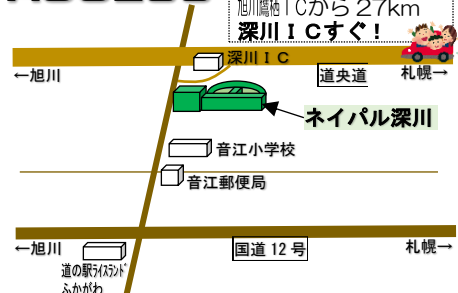 旭川鷹栖ICから27km
深川ICすぐ!
深川IC
←旭川
道央道
札幌→
ネイパル深川
音江小学校
音江郵便局
←旭川
国道12号
札幌→
道の駅ライスランド
ふかがわ